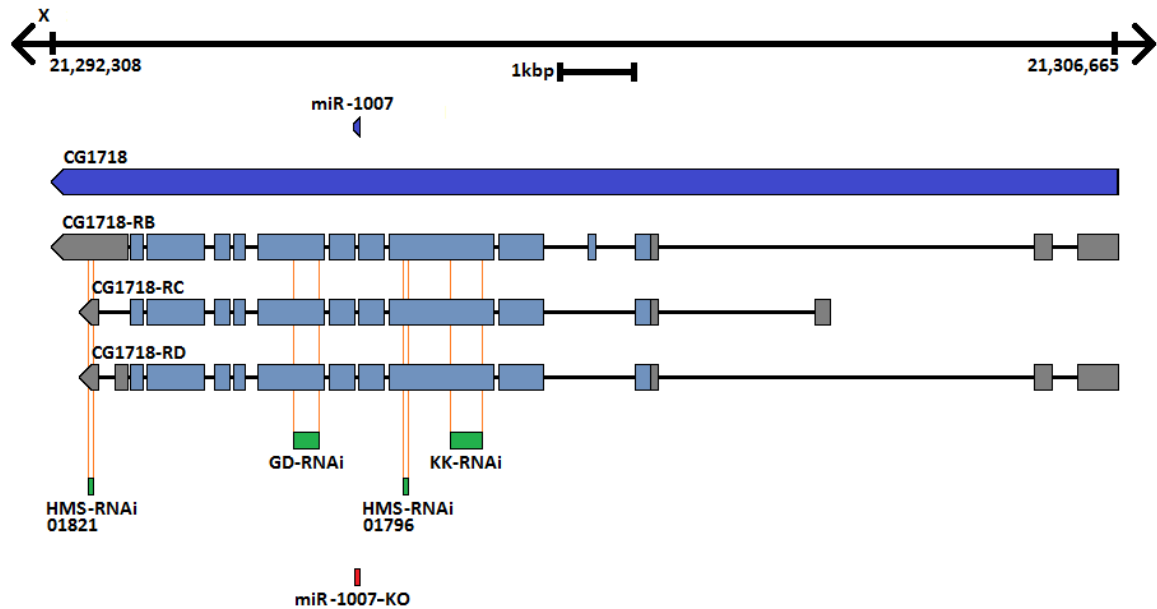 X
21,292,308
1kbp
21,306,665
miR-1007
CG1718
CG1718-RB
CG1718-RC
CG1718-RD
GD-RNAi
KK-RNAi
HMS-RNAi
01821
HMS-RNAi
01796
miR-1007-KO